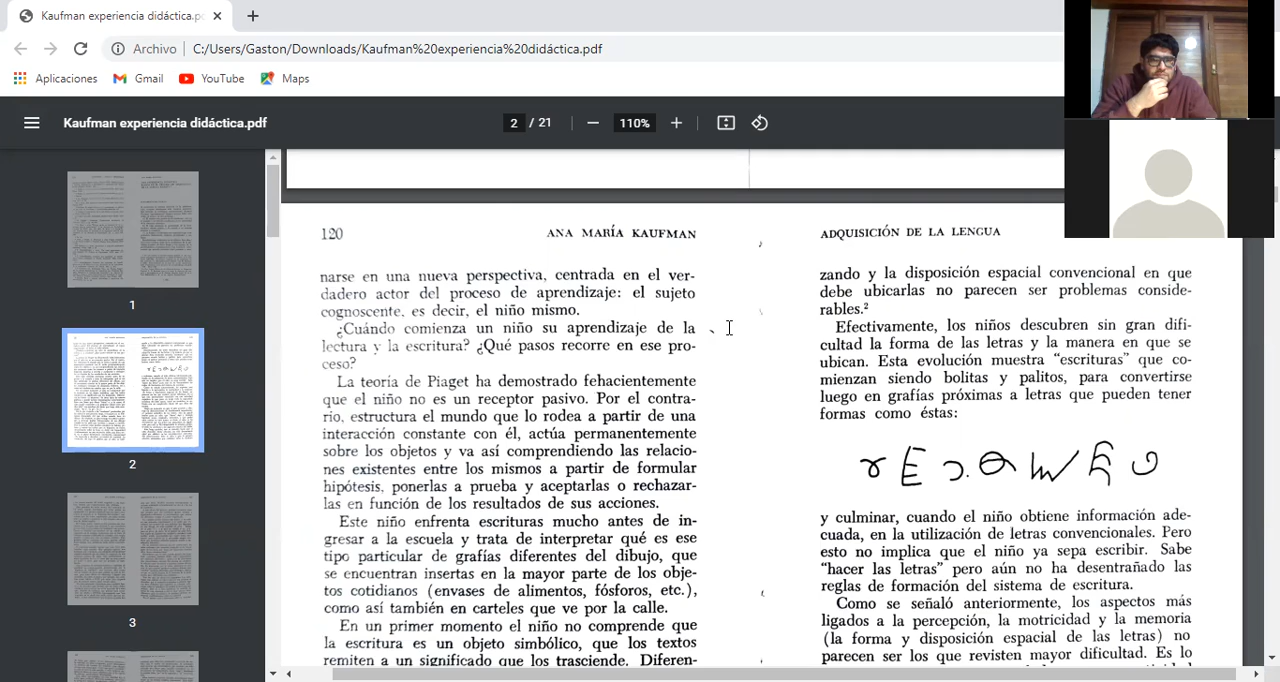 Kaufman experiencia didáctica.pd
Archivo C:/Users/Gaston/Downloads/Kaufman%20experiencia%20didáctica.pdf
Aplicaciones Gmail YouTube Maps
Kaufman experiencia didáctica.pdf 2 / 21 110%
1
2
3
120 ANA MARÍA KAUFMAN
narse en una nueva perspectiva, centrada en el ver-
dadero actor del proceso de aprendizaje: el sujeto
cognoscente, es decir, el niño mismo.
¿Cuándo comienza un niño su aprendizaje de la
lectura y la escritura? ¿Qué camino recorre en ese pro-
ceso?
La teoría de Piaget ha demostrado fehacientemente
que el niño no es un receptor pasivo. Por el contra-
rio, estructura el mundo que lo rodea a partir de una
interacción constante con él, actúa permanentemente
sobre los objetos y va así comprendiendo las relacio-
nes existentes entre los mismos a partir de formular
hipótesis, ponerlas a prueba y aceptarlas o rechazar-
las en función de los resultados de sus acciones.
Este niño enfrenta escrituras mucho antes de in-
gresar a la escuela y trata de interpretar qué es ese
tipo particular de grafías diferentes del dibujo, que
se encuentran insertas en la mayor parte de los obje-
tos cotidianos (envases de alimentos, fósforos, etc.),
como así también en carteles que ve por la calle.
En un primer momento el niño no comprende que
la escritura es un objeto simbólico, que los textos
remiten a un significado que lo trasciende. Diferen-
ADQUISICIÓN DE LA LENGUA
zando y la disposición espacial convencional en que
debe ubicarlas no parecen ser problemas conside-
rables.²
Efectivamente, los niños descubren sin gran difi-
cultad la forma de las letras y la manera en que se
ubican. Esta evolución muestra "escrituras" que co-
mienzan siendo bolitas y palitos, para convertirse
luego en grafías próximas a letras que pueden tener
formas como éstas:
y culminar, cuando el niño obtiene información ade-
cuada, en la utilización de letras convencionales. Pero
esto no implica que el niño ya sepa escribir. Sabe
"hacer las letras" pero aún no ha desentrañado las
reglas de formación del sistema de escritura.
Como se señaló anteriormente, los aspectos más
ligados a la percepción, la motricidad y la memoria
(la forma y disposición espacial de las letras) no
parecen ser los que revisten mayor dificultad. Es lo